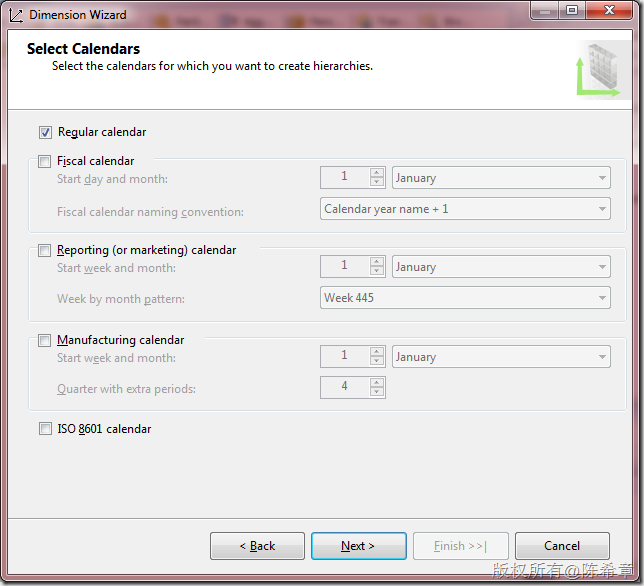 Dimension Wizard
Select Calendars
Select the calendars for which you want to create hierarchies.
Regular calendar
Fiscal calendar
Start day and month: 1 January
Fiscal calendar naming convention: Calendar year name + 1
Reporting (or marketing) calendar
Start week and month: 1 January
Week by month pattern: Week 445
Manufacturing calendar
Start week and month: 1 January
Quarter with extra periods: 4
ISO 8601 calendar
< Back Next > Finish >>| Cancel
版权所有@陈希章